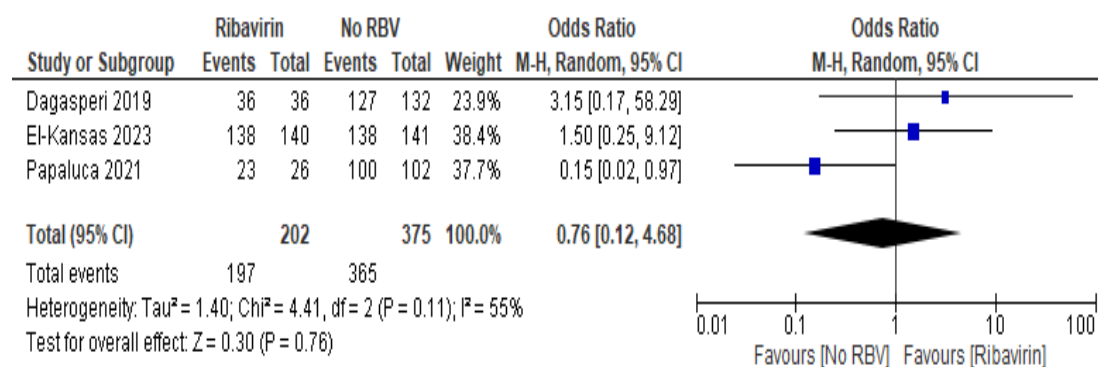 Ribavirin No RBV Odds Ratio Odds Ratio
Study or Subgroup Events Total Events Total Weight M-H, Random, 95% CI M-H, Random, 95% CI
Dagasperi 2019 36 36 127 132 23.9% 3.15 [0.17, 58.29]
El-Kansas 2023 138 140 138 141 38.4% 1.50 [0.25, 9.12]
Papaluca 2021 23 26 100 102 37.7% 0.15 [0.02, 0.97]
Total (95% CI) 202 375 100.0% 0.76 [0.12, 4.68]
Total events 197 365
Heterogeneity: Tau² = 1.40; Chi² = 4.41, df = 2 (P = 0.11); I² = 55%
Test for overall effect: Z = 0.30 (P = 0.76)
0.01 0.1 1 10 100
Favours [No RBV] Favours [Ribavirin]